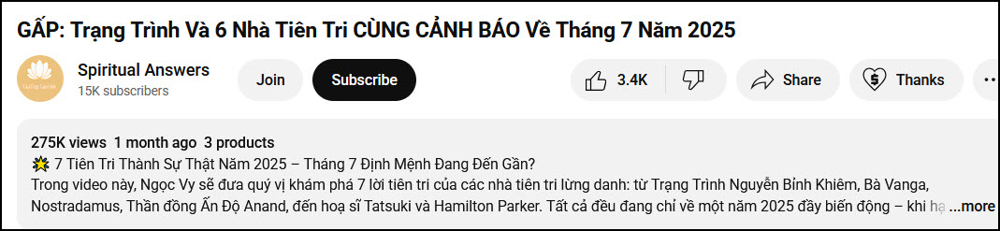 GẤP: Trạng Trình Và 6 Nhà Tiên Tri CÙNG CẢNH BÁO Về Tháng 7 Năm 2025
Spiritual Answers
15K subscribers
Join
Subscribe
3.4K
Share
Thanks
275K views 1 month ago 3 products
🌟 7 Tiên Tri Thành Sự Thật Năm 2025 – Tháng 7 Định Mệnh Đang Đến Gần?
Trong video này, Ngọc Vy sẽ đưa quý vị khám phá 7 lời tiên tri của các nhà tiên tri lừng danh: từ Trạng Trình Nguyễn Bỉnh Khiêm, Bà Vanga,
Nostradamus, Thần đồng Ấn Độ Anand, đến hoạ sĩ Tatsuki và Hamilton Parker. Tất cả đều đang chỉ về một năm 2025 đầy biến động – khi hạ ...more